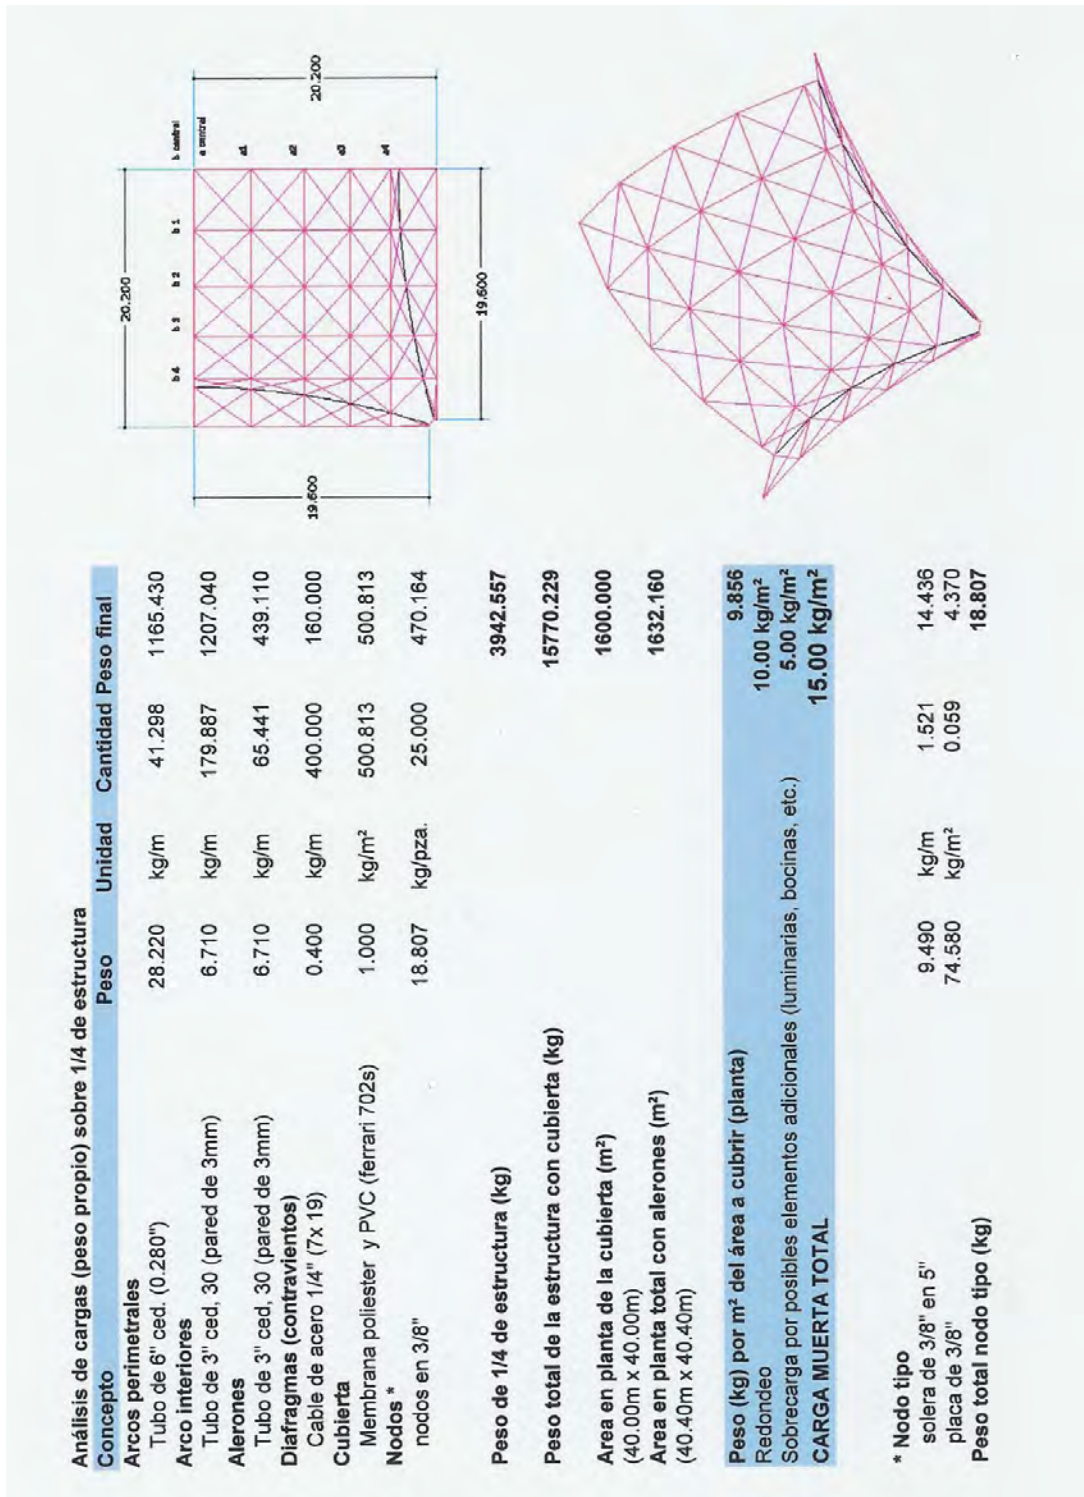 Análisis de cargas (peso propio) sobre 1/4 de estructura
Concepto Peso Unidad Cantidad Peso final
Arcos perimetrales
Tubo de 6" ced. (0.280") 28.220 kg/m 41.298 1165.430
Arco interiores
Tubo de 3" ced, 30 (pared de 3mm) 6.710 kg/m 179.887 1207.040
Alerones
Tubo de 3" ced, 30 (pared de 3mm) 6.710 kg/m 65.441 439.110
Diafragmas (contravientos)
Cable de acero 1/4" (7x 19) 0.400 kg/m 400.000 160.000
Cubierta
Membrana poliester y PVC (ferrari 702s) 1.000 kg/m² 500.813 500.813
Nodos *
nodos en 3/8" 18.807 kg/pza. 25.000 470.164
Peso de 1/4 de estructura (kg) 3942.557
Peso total de la estructura con cubierta (kg) 15770.229
Area en planta de la cubierta (m²) 1600.000
(40.00m x 40.00m)
Area en planta total con alerones (m²) 1632.160
(40.40m x 40.40m)
Peso (kg) por m² del área a cubrir (planta) 9.856
Redondeo 10.00 kg/m²
Sobrecarga por posibles elementos adicionales (luminarias, bocinas, etc.) 5.00 kg/m²
CARGA MUERTA TOTAL 15.00 kg/m²
* Nodo tipo
solera de 3/8" en 5" 9.490 kg/m 1.521 14.436
placa de 3/8" 74.580 kg/m² 0.059 4.370
Peso total nodo tipo (kg) 18.807
20.200
b4 b3 b2 b1 b central
a central
a1
a2
a3
a4
20.200
19.600
19.600